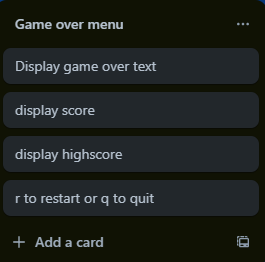 Game over menu
Display game over text
display score
display highscore
r to restart or q to quit
Add a card